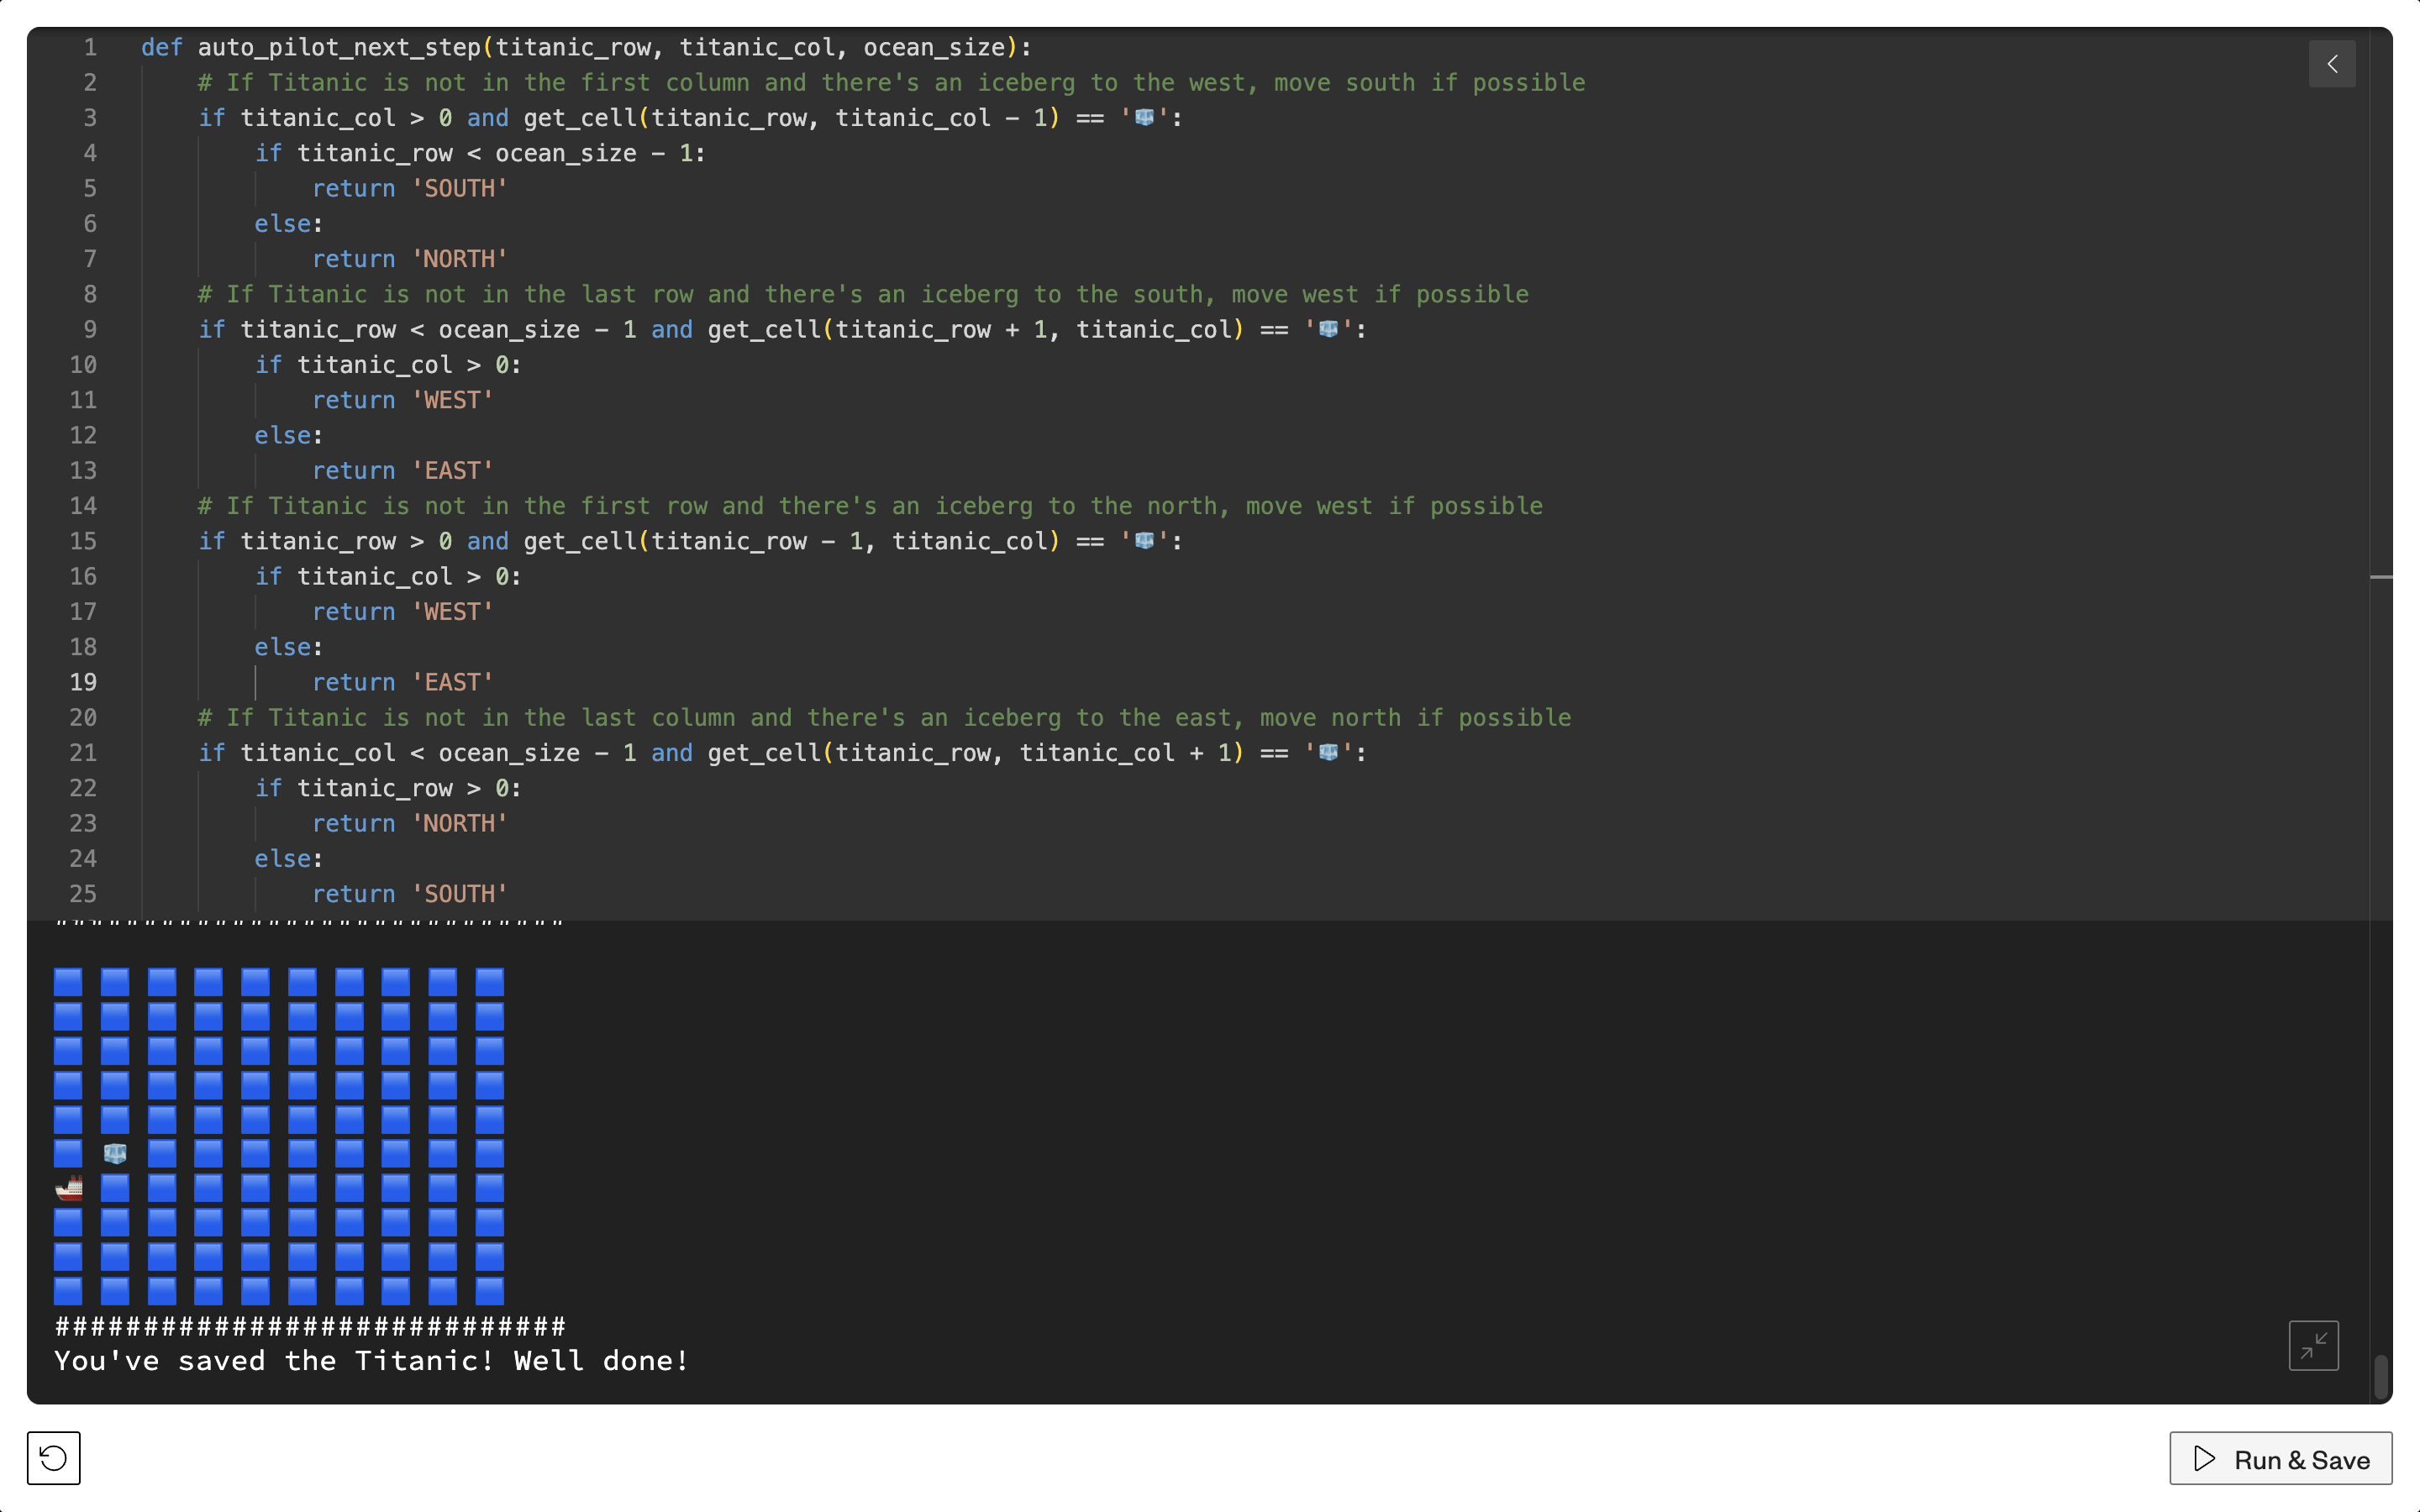 1 def auto_pilot_next_step(titanic_row, titanic_col, ocean_size):
2 # If Titanic is not in the first column and there's an iceberg to the west, move south if possible
3 if titanic_col > 0 and get_cell(titanic_row, titanic_col - 1) == '🧊':
4 if titanic_row < ocean_size - 1:
5 return 'SOUTH'
6 else:
7 return 'NORTH'
8 # If Titanic is not in the last row and there's an iceberg to the south, move west if possible
9 if titanic_row < ocean_size - 1 and get_cell(titanic_row + 1, titanic_col) == '🧊':
10 if titanic_col > 0:
11 return 'WEST'
12 else:
13 return 'EAST'
14 # If Titanic is not in the first row and there's an iceberg to the north, move west if possible
15 if titanic_row > 0 and get_cell(titanic_row - 1, titanic_col) == '🧊':
16 if titanic_col > 0:
17 return 'WEST'
18 else:
19 return 'EAST'
20 # If Titanic is not in the last column and there's an iceberg to the east, move north if possible
21 if titanic_col < ocean_size - 1 and get_cell(titanic_row, titanic_col + 1) == '🧊':
22 if titanic_row > 0:
23 return 'NORTH'
24 else:
25 return 'SOUTH'
#############################
You've saved the Titanic! Well done!
Run & Save